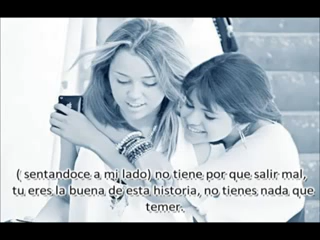 ( sentandoce a mi lado) no tiene por que salir mal,
tu eres la buena de esta historia, no tienes nada que
temer.